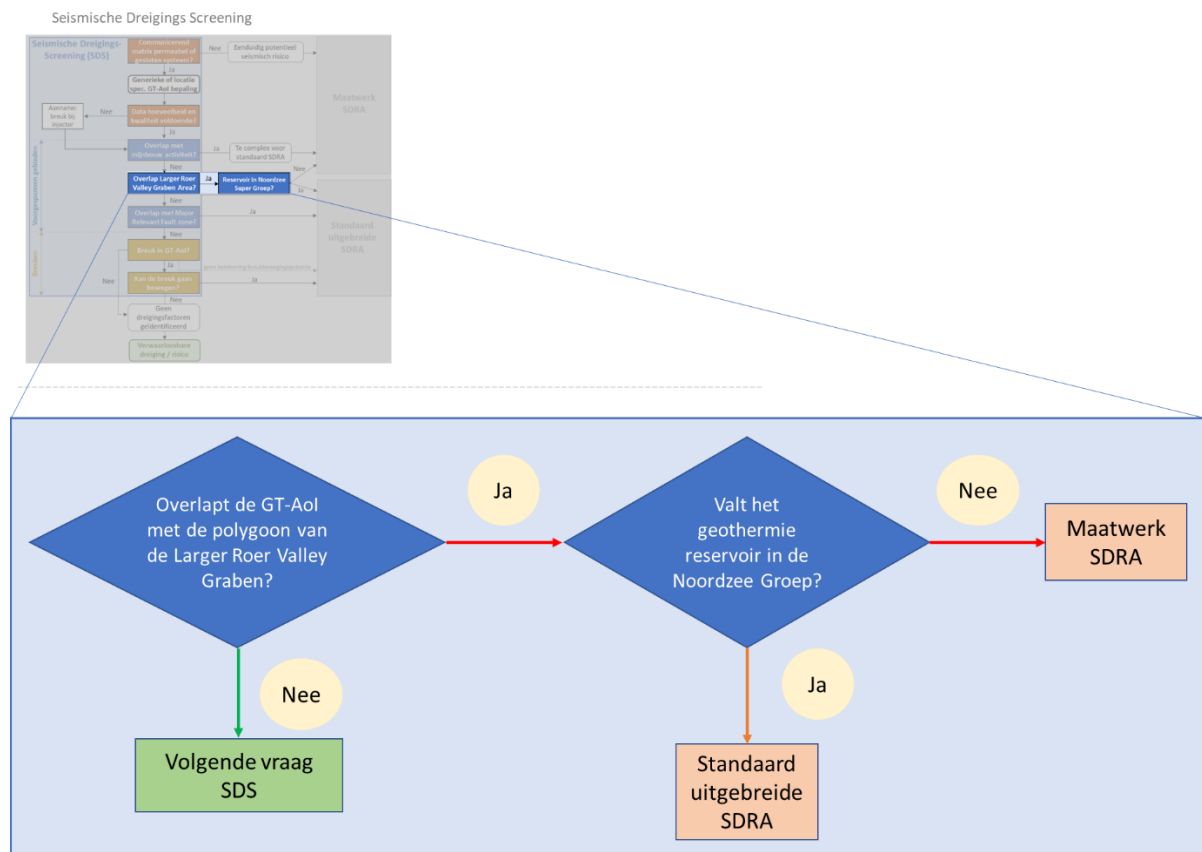 Seismische Dreigings Screening
Seismische Dreigings-
Screening (SDS)
Communicerend
matrix permeabel of
gesloten systeem?
Nee
Eenduidig potentieel
seismisch risico
Ja
Generieke of locatie
spec. GT-AoI bepaling
Maatwerk
SDRA
Aanname:
breuk bij
injector
Nee
Data hoeveelheid en
kwaliteit voldoende?
Ja
Overlap met
mijnbouw activiteit?
Ja
Te complex voor
standaard SDRA
Nee
Nee
Voorgespannen gebieden
Overlap Larger Roer
Valley Graben Area?
Ja
Reservoir in Noordzee
Super Groep?
Ja
Nee
Overlap met Major
Relevant Fault zone?
Ja
Standaard
uitgebreide
SDRA
Nee
Breuk in GT-AoI?
Ja
Nee
Kan de breuk gaan
bewegen?
Ja
Nee
Geen
dreigingsfactoren
geïdentificeerd
Verwaarloosbare
dreiging / risico
Overlapt de GT-AoI
met de polygoon van
de Larger Roer Valley
Graben?
Ja
Valt het
geothermie
reservoir in de
Noordzee Groep?
Nee
Maatwerk
SDRA
Nee
Ja
Volgende vraag
SDS
Standaard
uitgebreide
SDRA